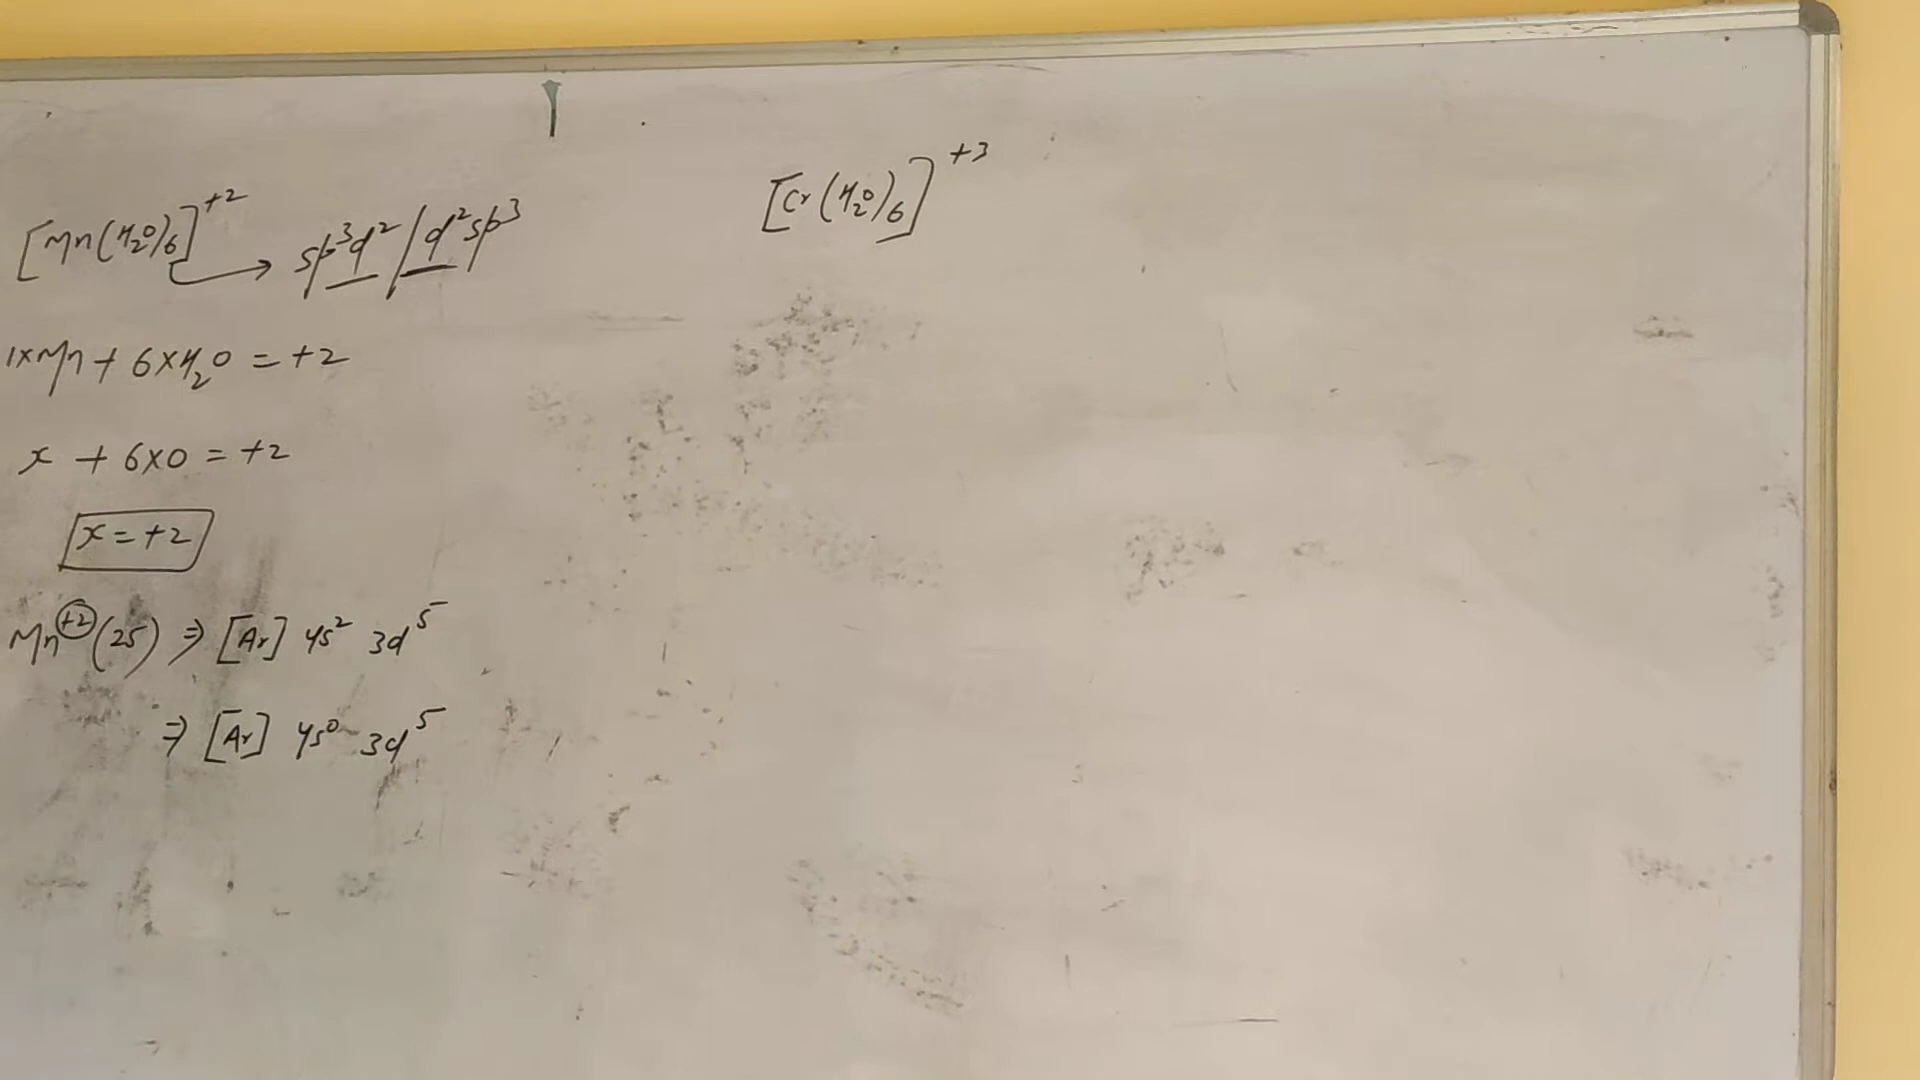 [Mn(H₂O)₆]⁺² → sp³d² / d²sp³
1×Mn + 6×H₂O = +2
x + 6×0 = +2
x = +2
Mn⁺²(25) ⇒ [Ar] 4s² 3d⁵
⇒ [Ar] 4s⁰ 3d⁵
[Cr(H₂O)₆]⁺³